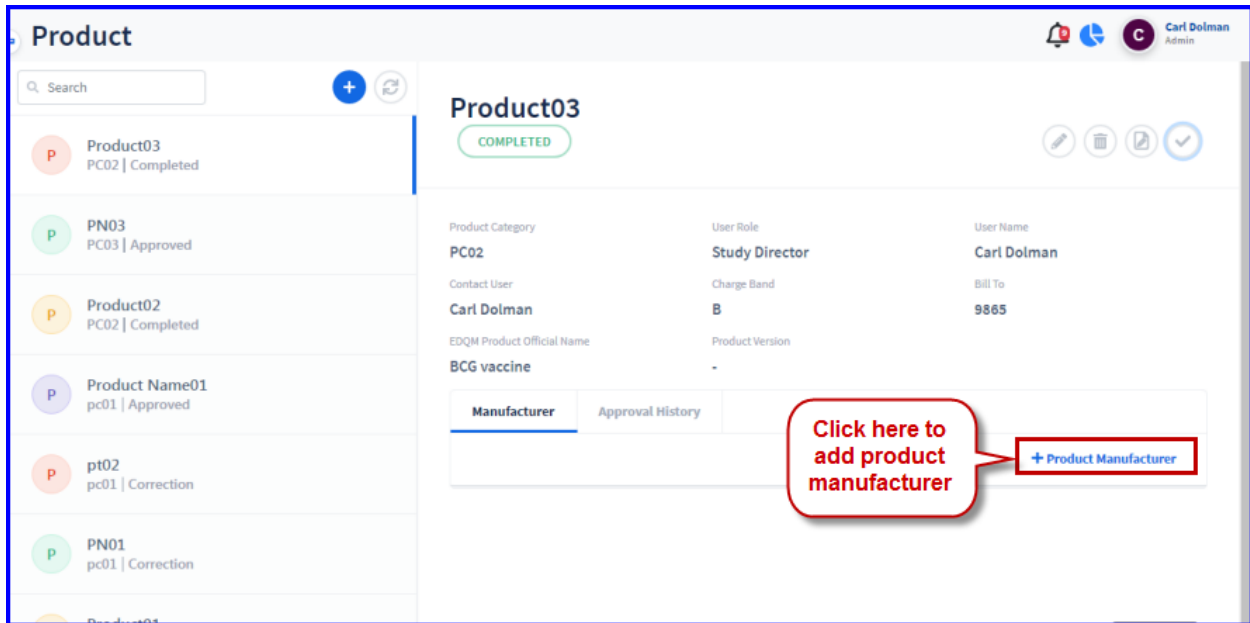 Product
Carl Dolman
Admin
C
Search
Product03
PC02 | Completed
P
PN03
PC03 | Approved
P
Product02
PC02 | Completed
P
Product Name01
pc01 | Approved
P
pt02
pc01 | Correction
P
PN01
pc01 | Correction
P
Product01
Product03
COMPLETED
Product Category
User Role
User Name
PC02
Study Director
Carl Dolman
Contact User
Charge Band
Bill To
Carl Dolman
B
9865
EDQM Product Official Name
Product Version
BCG vaccine
-
Manufacturer
Approval History
Click here to
add product
manufacturer
+ Product Manufacturer